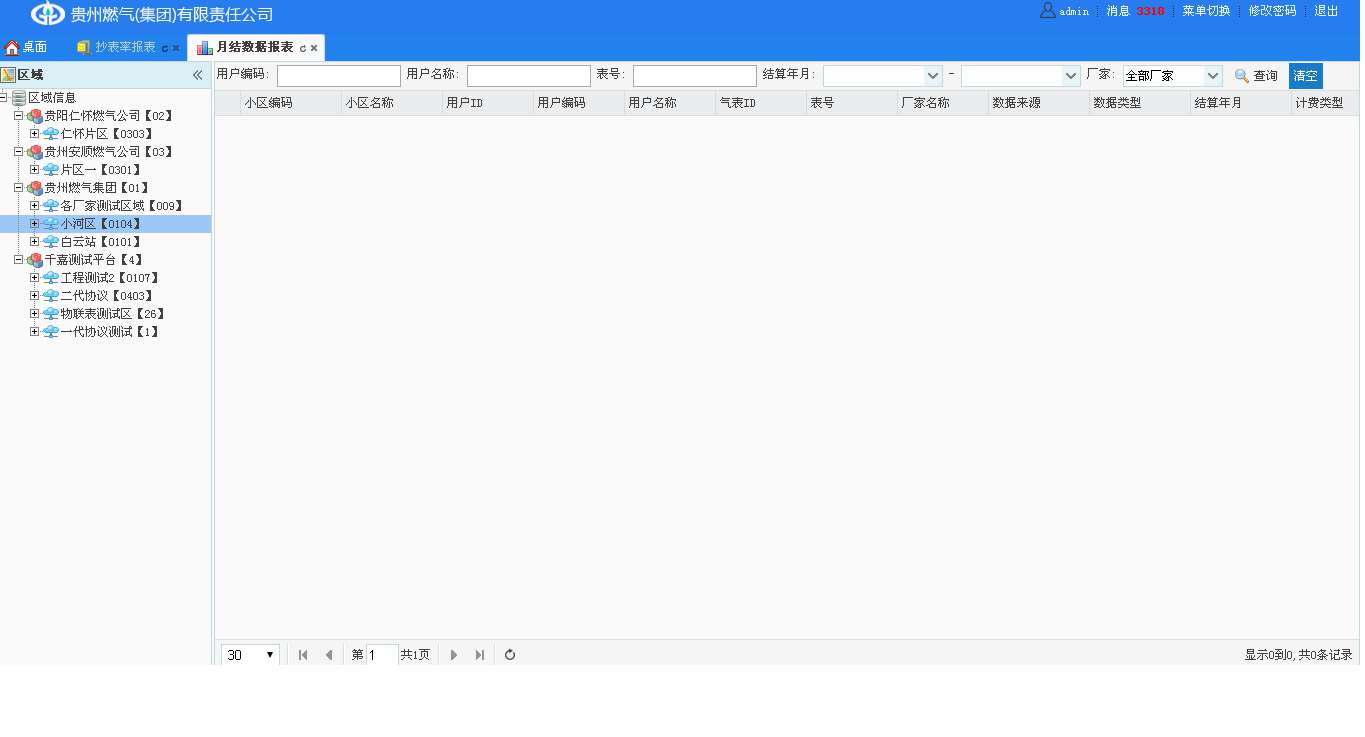 贵州燃气(集团)有限责任公司
admin 消息 3316 菜单切换 修改密码 退出
桌面 抄表率报表 月结数据报表
区域
用户编码: 用户名称: 表号: 结算年月: - 厂家: 全部厂家 查询 清空
小区编码 小区名称 用户ID 用户编码 用户名称 气表ID 表号 厂家名称 数据来源 数据类型 结算年月 计费类型
区域信息
贵阳仁怀燃气公司【02】
仁怀片区【0303】
贵州安顺燃气公司【03】
片区一【0301】
贵州燃气集团【01】
各厂家测试区域【009】
小河区【0104】
白云站【0101】
千嘉测试平台【4】
工程测试2【0107】
二代协议【0403】
物联表测试区【26】
一代协议测试【1】
30 第 1 共1页 显示0到0, 共0条记录